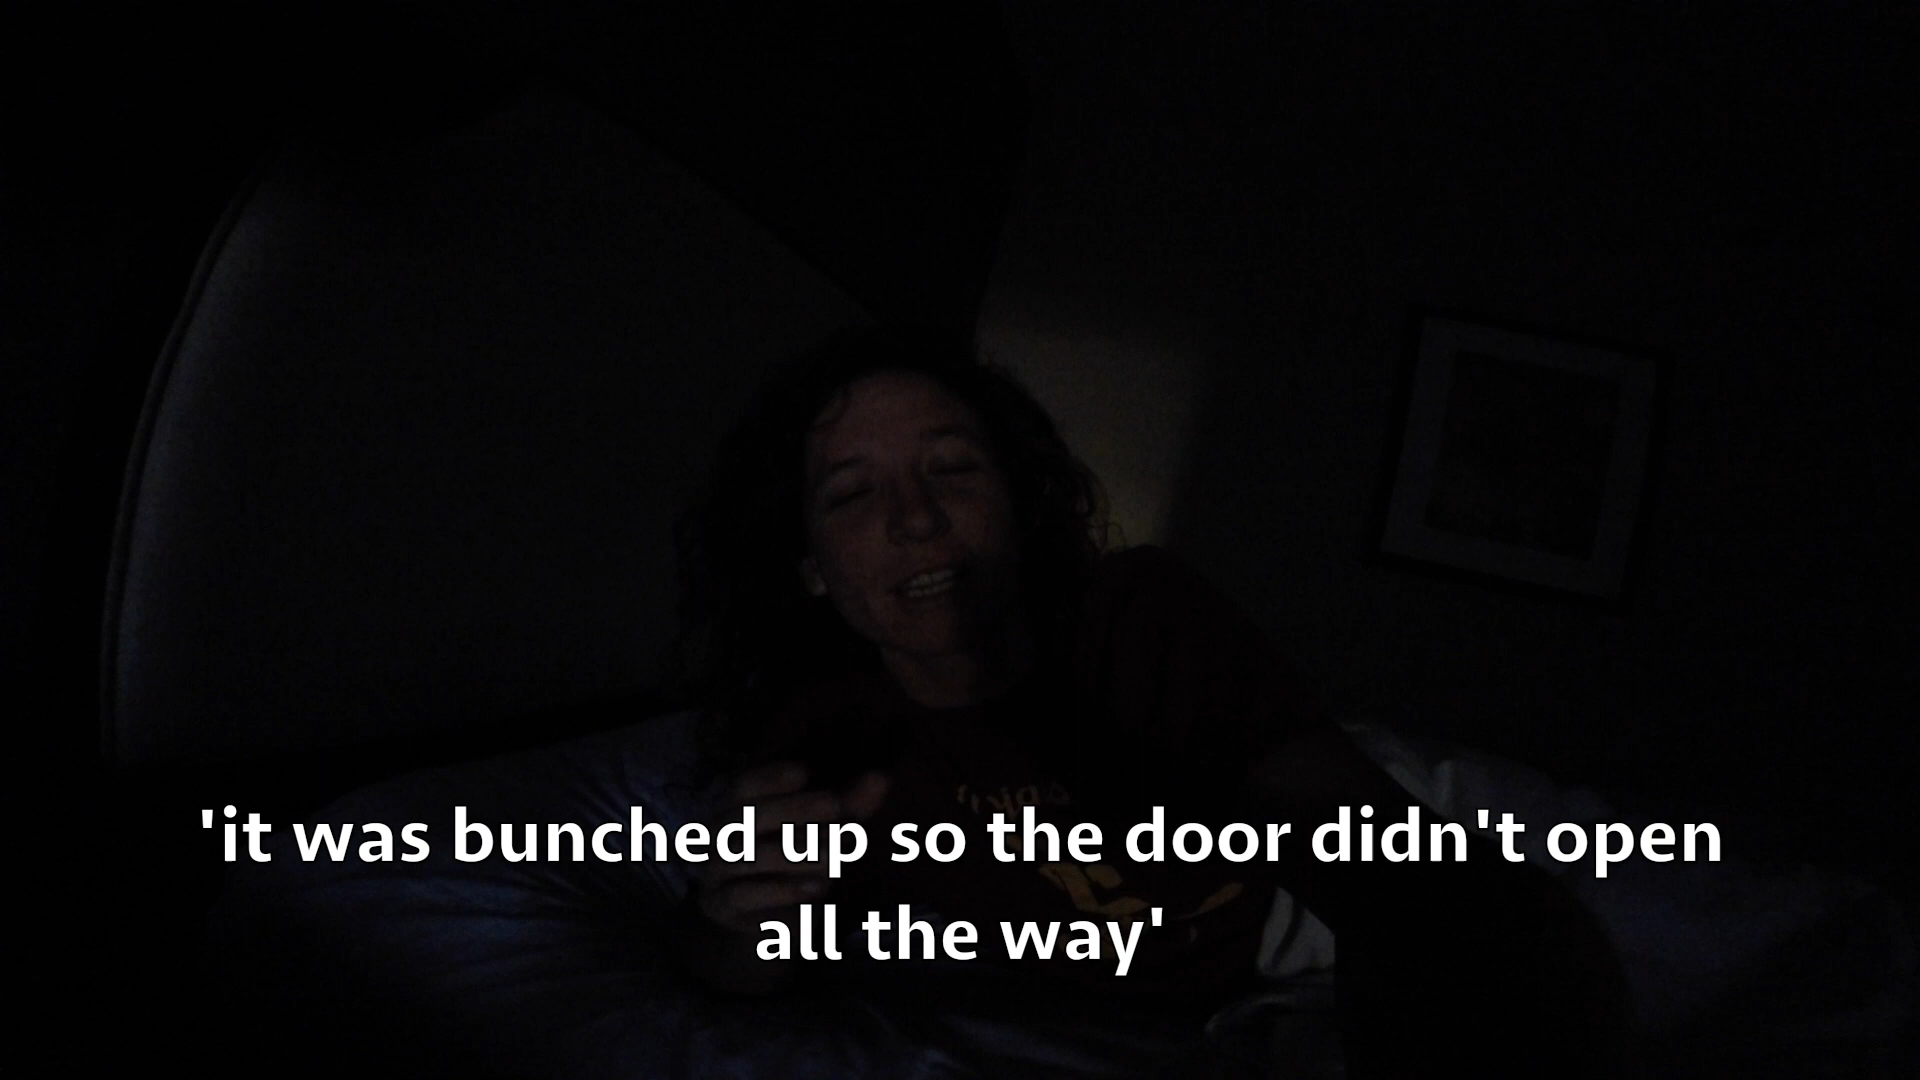 'it was bunched up so the door didn't open
all the way'